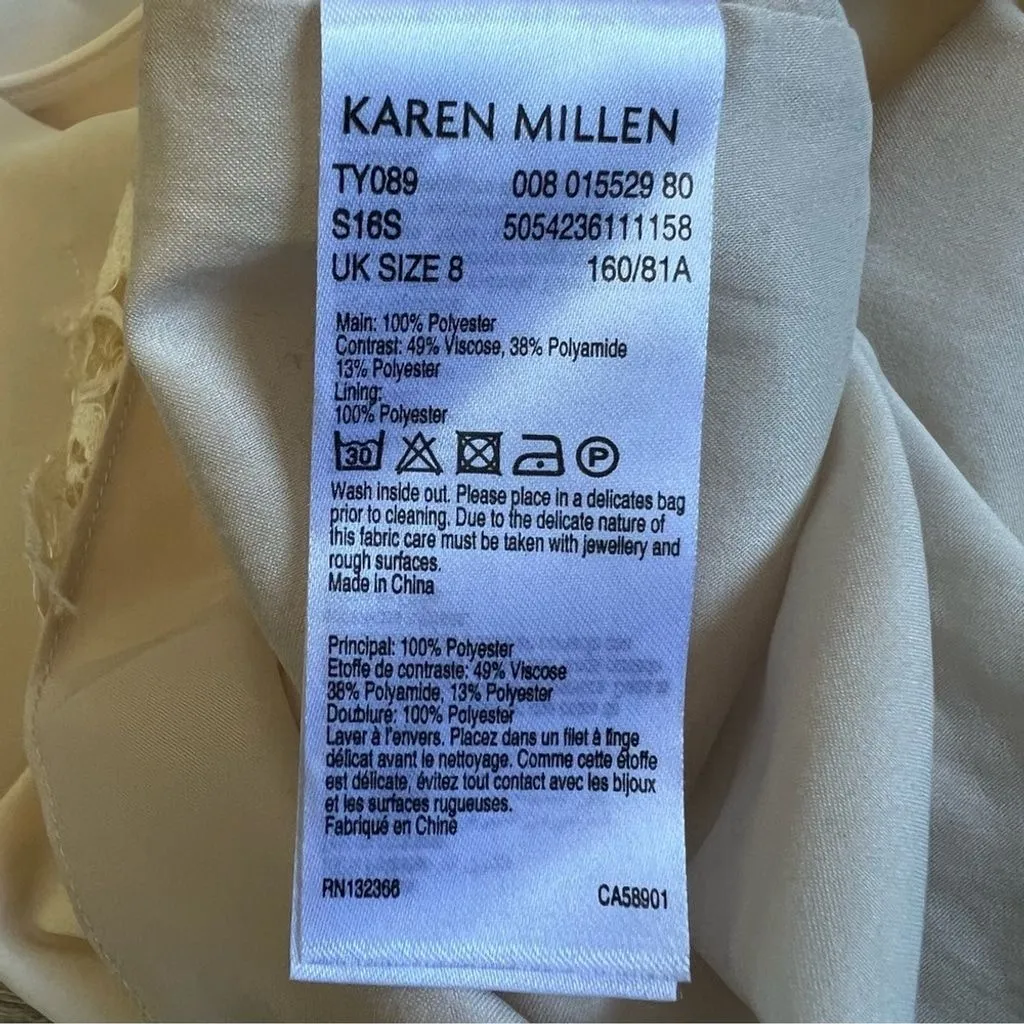 KAREN MILLEN
TY089 008 015529 80
S16S 5054236111158
UK SIZE 8 160/81A
Main: 100% Polyester
Contrast: 49% Viscose, 38% Polyamide
13% Polyester
Lining:
100% Polyester
30
P
Wash inside out. Please place in a delicates bag
prior to cleaning. Due to the delicate nature of
this fabric care must be taken with jewellery and
rough surfaces.
Made In China
Principal: 100% Polyester
Etoffe de contraste: 49% Viscose
38% Polyamide, 13% Polyester
Doublure: 100% Polyester
Laver à l'envers. Placez dans un filet à linge
délicat avant le nettoyage. Comme cette étoffe
est délicate, évitez tout contact avec les bijoux
et les surfaces rugueuses.
Fabriqué en Chine
RN132366 CA58901